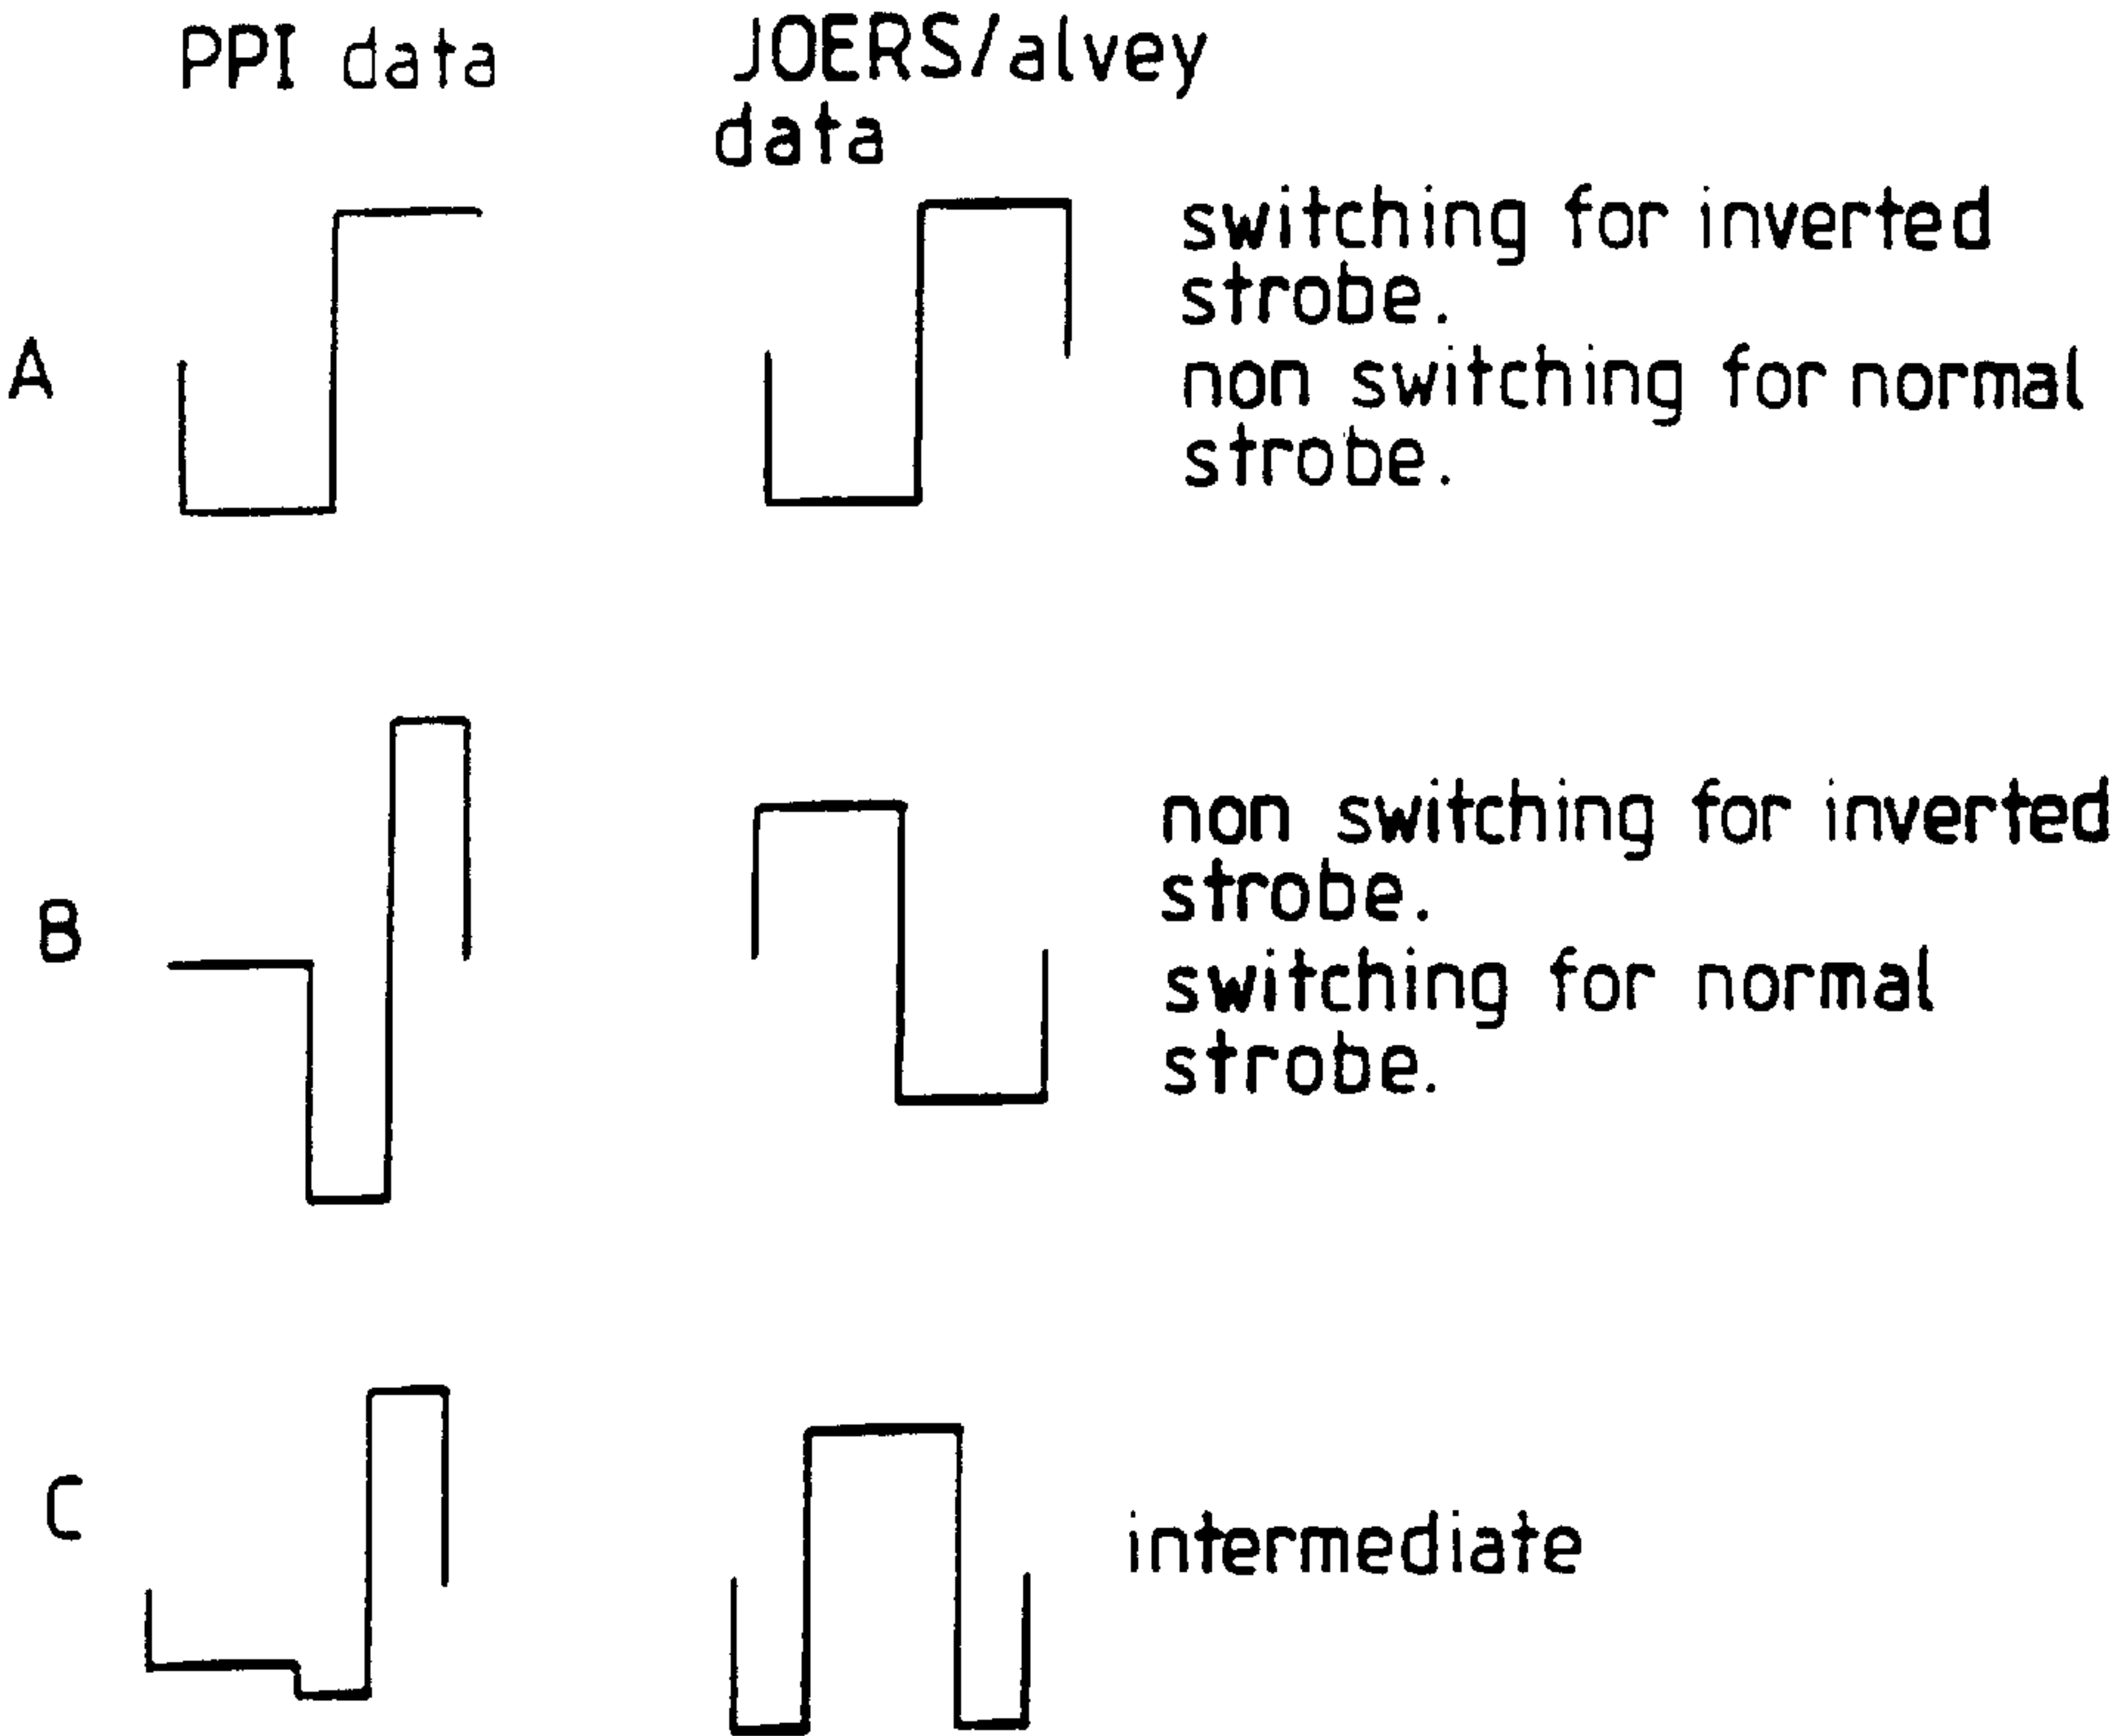 PPI data
JOERS/alvey
data
A
switching for inverted
strobe.
non switching for normal
strobe.
B
non switching for inverted
strobe.
switching for normal
strobe.
C
intermediate